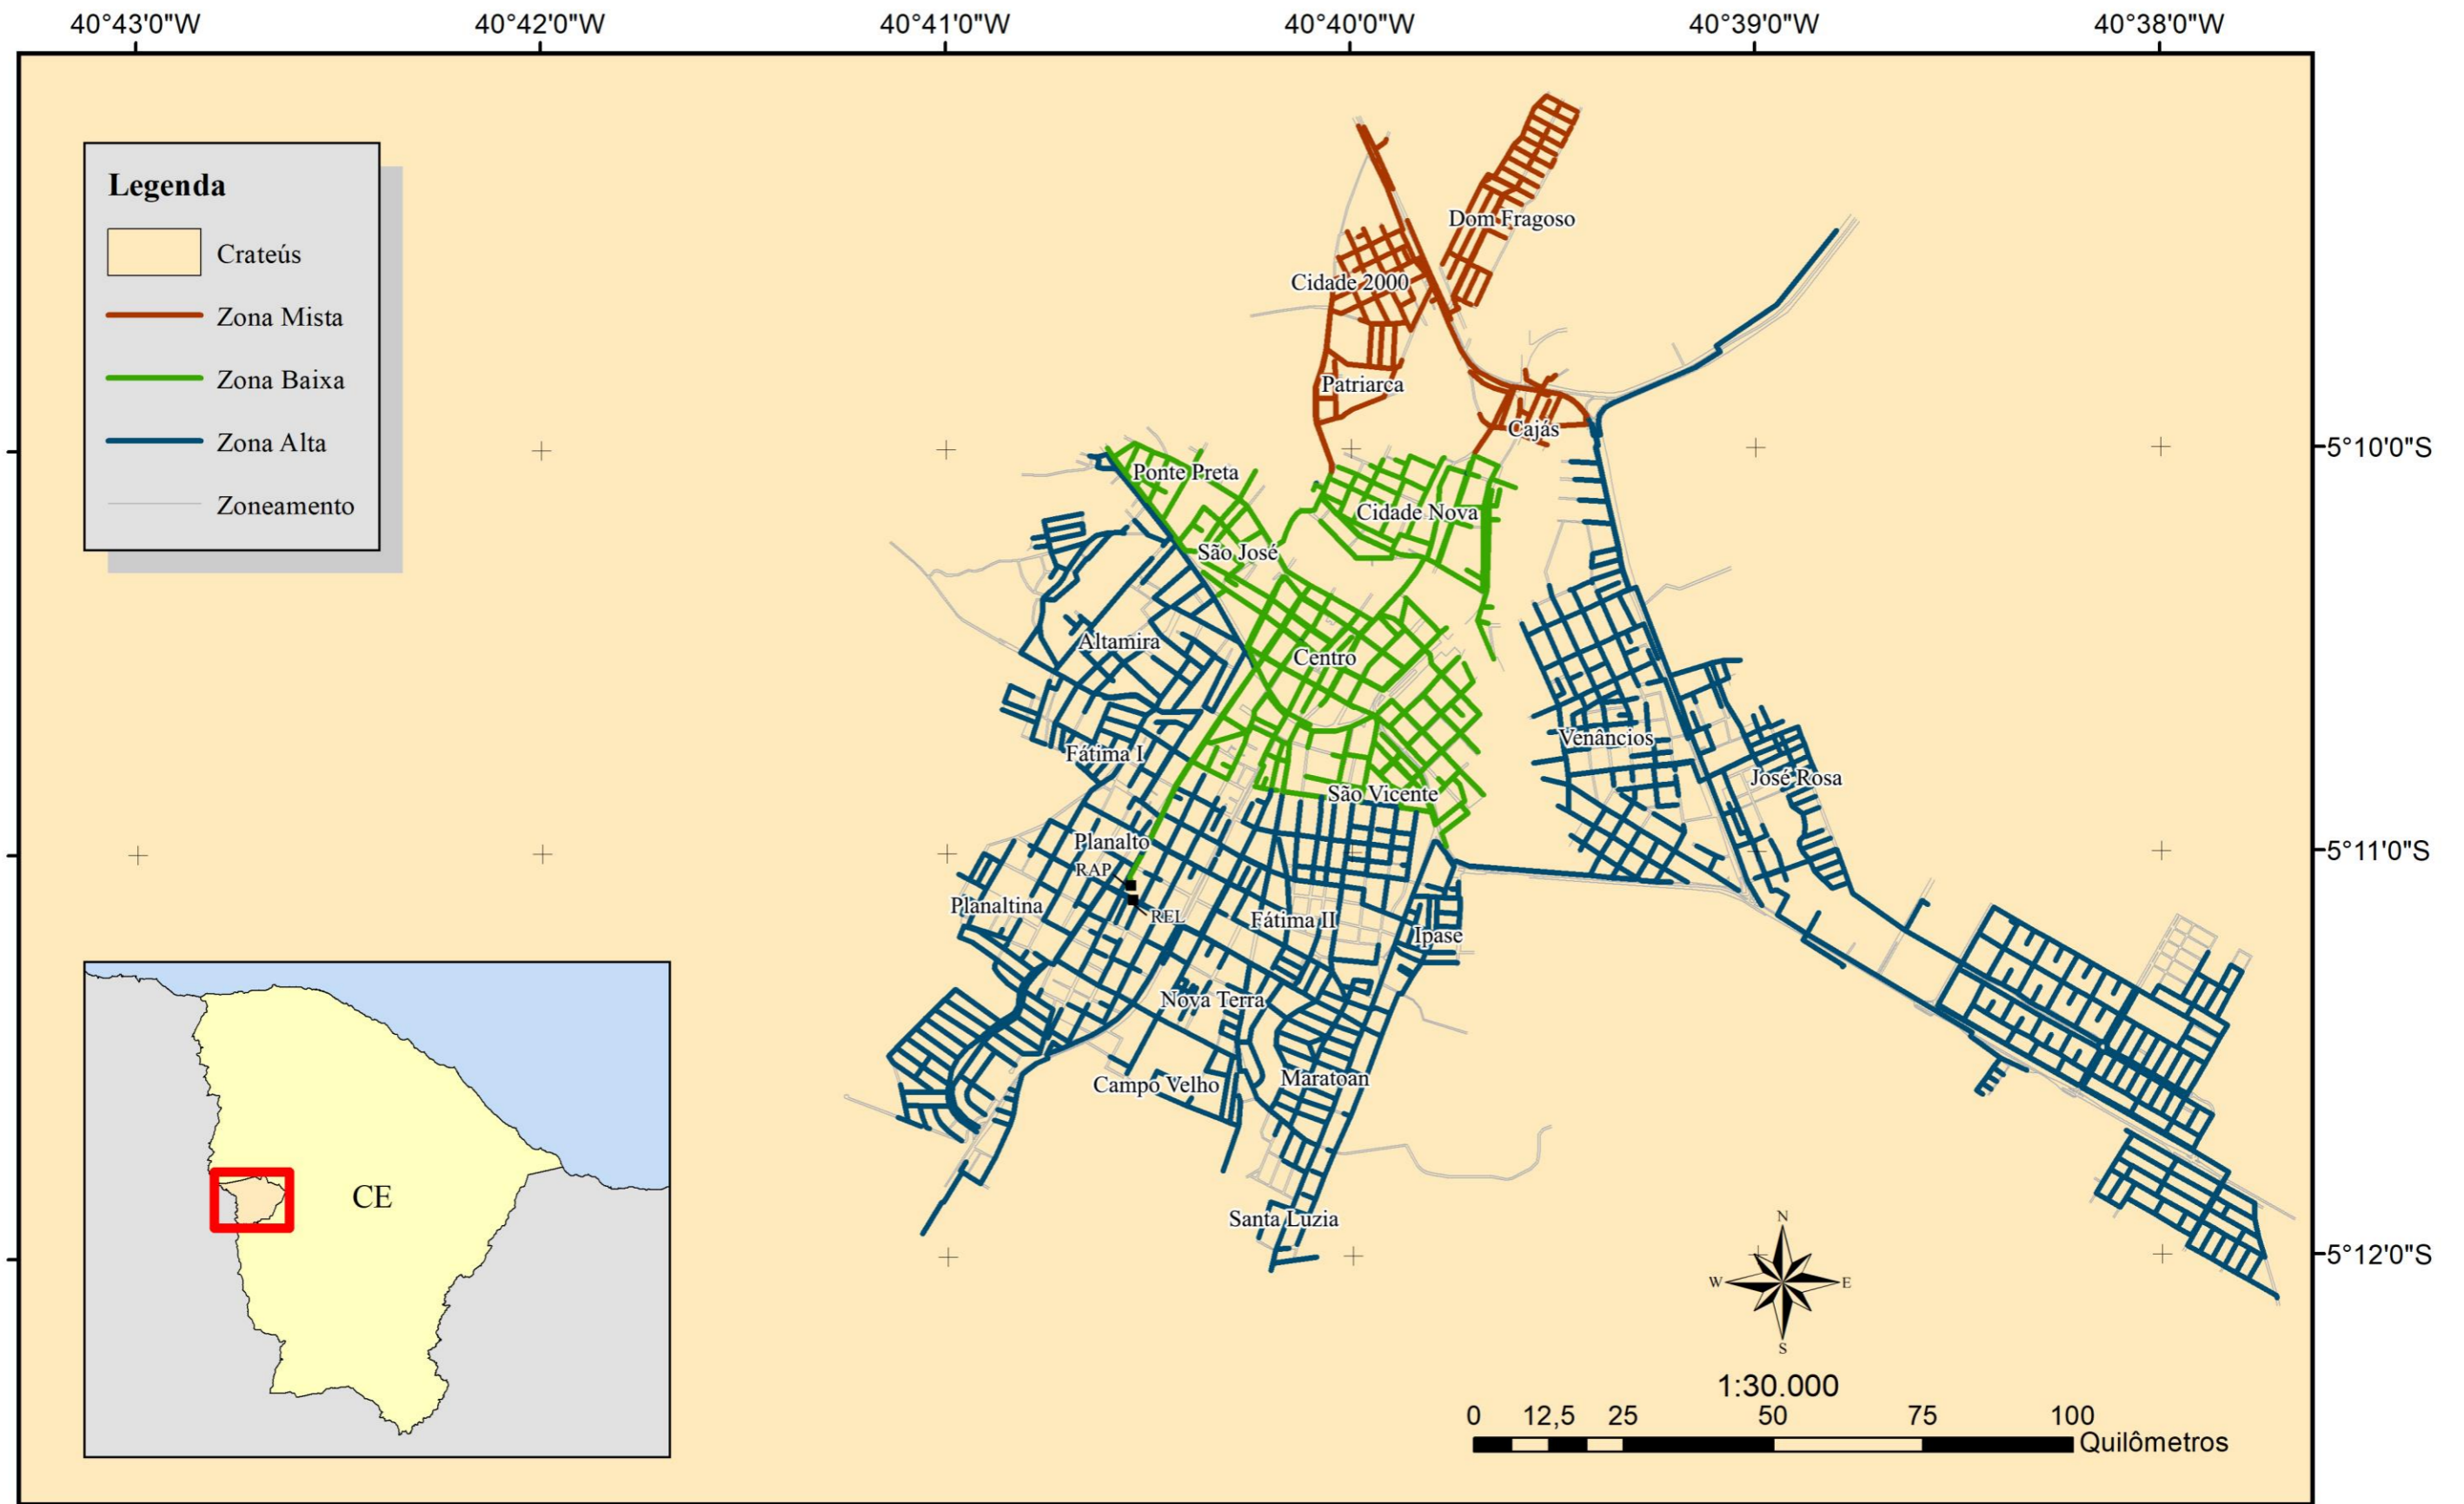 40°43'0"W
40°42'0"W
40°41'0"W
40°40'0"W
40°39'0"W
40°38'0"W
Legenda
Crateús
Zona Mista
Zona Baixa
Zona Alta
Zoneamento
Dom Fragoso
Cidade 2000
Patriarca
Cajás
5°10'0"S
Ponte Preta
Cidade Nova
São José
Altamira
Centro
Venâncios
Fátima I
José Rosa
São Vicente
Planalto
5°11'0"S
RAP
Planaltina
REL
Fátima II
Ipase
Nova Terra
Maratoan
Campo Velho
CE
Santa Luzia
5°12'0"S
N
W
E
S
1:30.000
0 12,5 25 50 75 100
Quilômetros